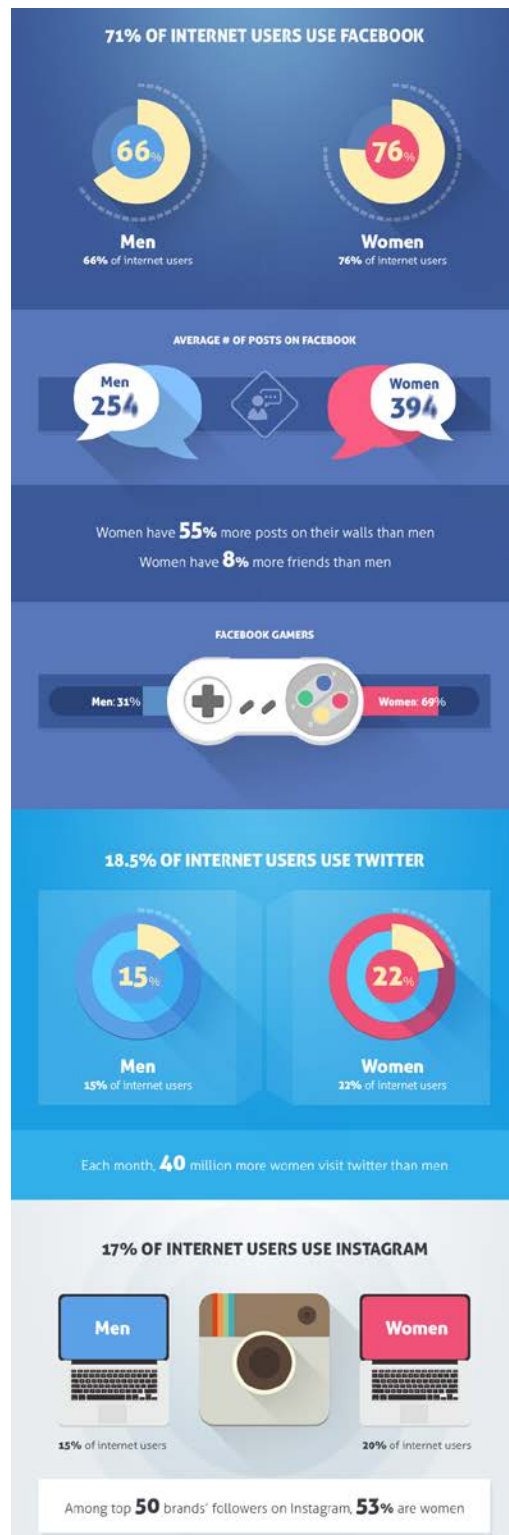 71% OF INTERNET USERS USE FACEBOOK
66%
76%
Men
Women
66% of internet users
76% of internet users
AVERAGE # OF POSTS ON FACEBOOK
Men
Women
254
394
Women have 55% more posts on their walls than men
Women have 8% more friends than men
FACEBOOK GAMERS
Men: 31%
Women: 69%
18.5% OF INTERNET USERS USE TWITTER
15%
22%
Men
Women
15% of internet users
22% of internet users
Each month, 40 million more women visit twitter than men
17% OF INTERNET USERS USE INSTAGRAM
Men
Women
15% of internet users
20% of internet users
Among top 50 brands' followers on Instagram, 53% are women